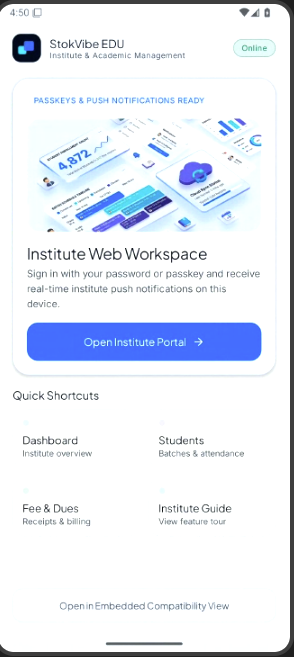 4:50
StokVibe EDU
Institute & Academic Management
Online
PASSKEYS & PUSH NOTIFICATIONS READY
4,872
Institute Web Workspace
Sign in with your password or passkey and receive
real-time institute push notifications on this
device.
Open Institute Portal →
Quick Shortcuts
Dashboard
Institute overview
Students
Batches & attendance
Fee & Dues
Receipts & billing
Institute Guide
View feature tour
Open in Embedded Compatibility View